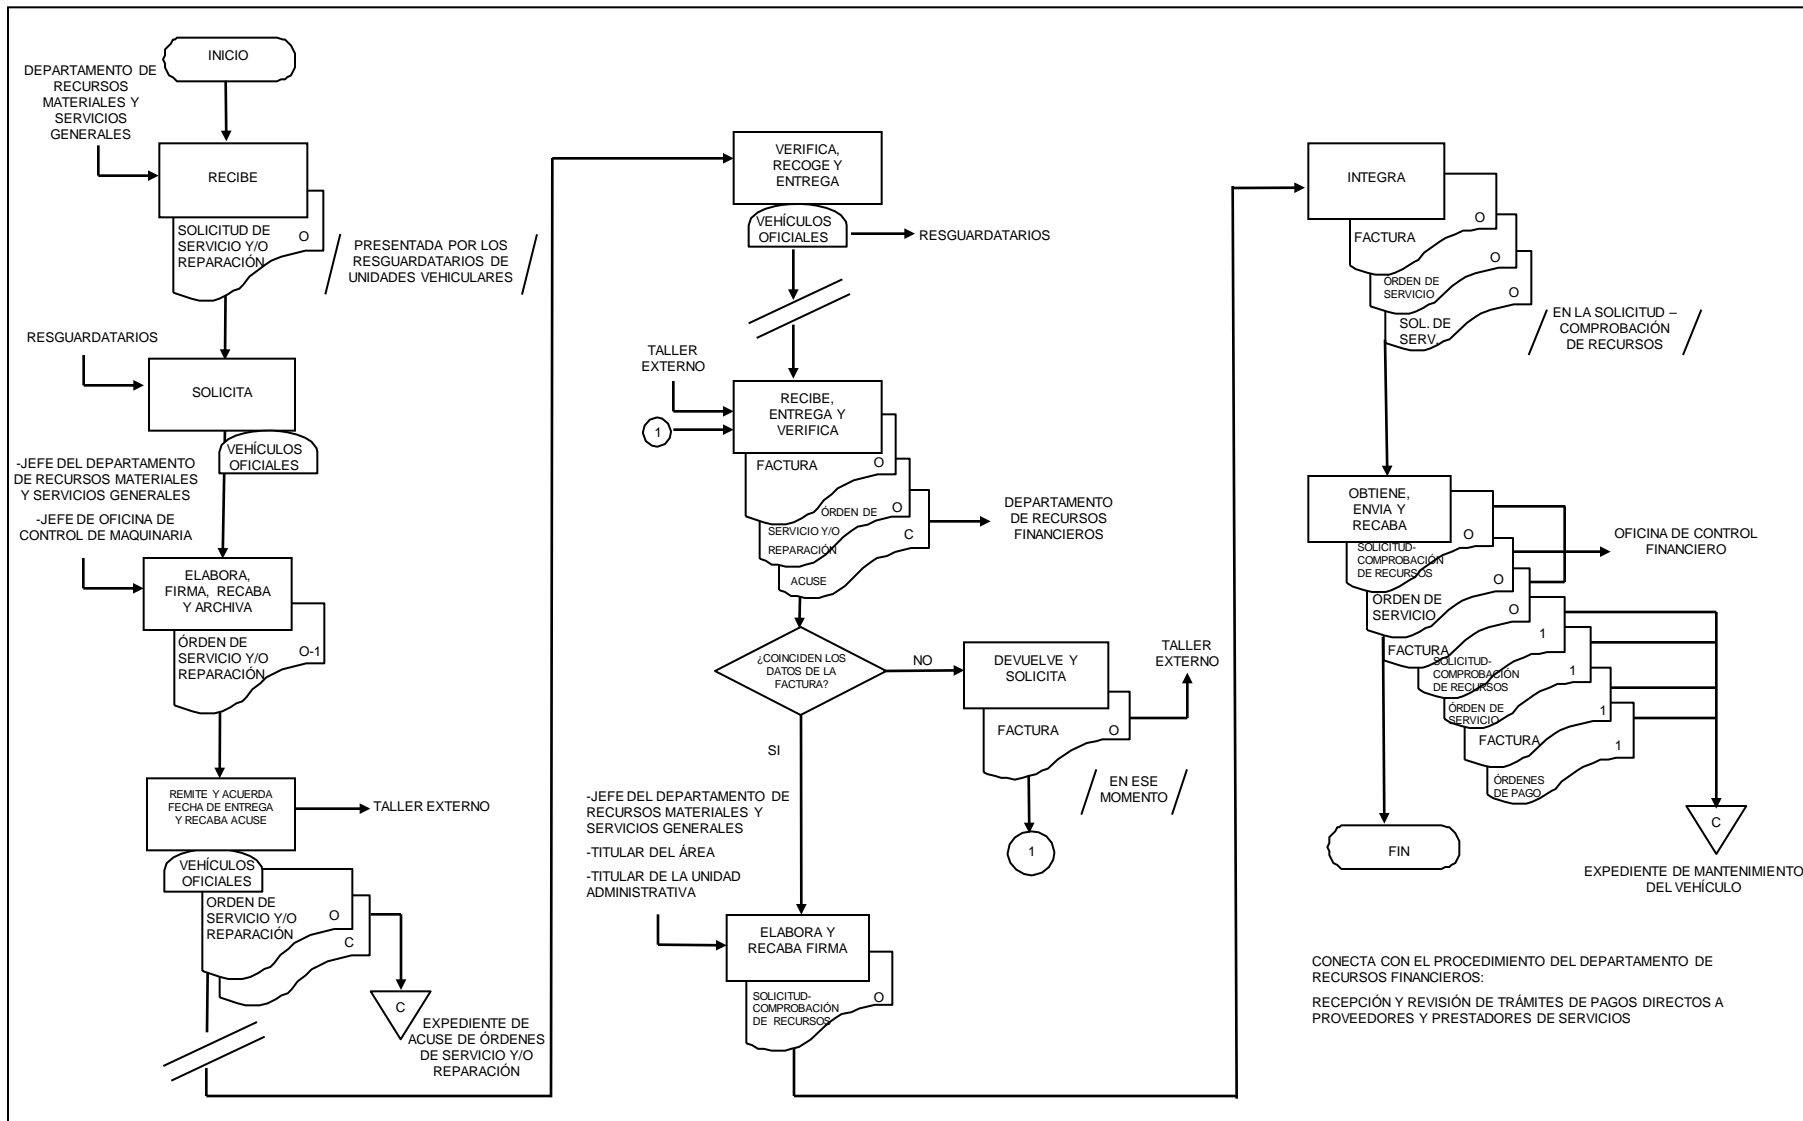 INICIO
DEPARTAMENTO DE
RECURSOS
MATERIALES Y
SERVICIOS
GENERALES
RECIBE
SOLICITUD DE
SERVICIO Y/O
REPARACIÓN
O
PRESENTADA POR LOS
RESGUARDATARIOS DE
UNIDADES VEHICULARES
RESGUARDATARIOS
SOLICITA
VEHÍCULOS
OFICIALES
-JEFE DEL DEPARTAMENTO
DE RECURSOS MATERIALES
Y SERVICIOS GENERALES
-JEFE DE OFICINA DE
CONTROL DE MAQUINARIA
ELABORA,
FIRMA, RECABA
Y ARCHIVA
ÓRDEN DE
SERVICIO Y/O
REPARACIÓN
O-1
REMITE Y ACUERDA
FECHA DE ENTREGA
Y RECABA ACUSE
TALLER EXTERNO
VEHÍCULOS
OFICIALES
ORDEN DE
SERVICIO Y/O
REPARACIÓN
O
C
C
EXPEDIENTE DE
ACUSE DE ÓRDENES
DE SERVICIO Y/O
REPARACIÓN
VERIFICA,
RECOGE Y
ENTREGA
VEHÍCULOS
OFICIALES
RESGUARDATARIOS
TALLER
EXTERNO
1
RECIBE,
ENTREGA Y
VERIFICA
FACTURA
O
ÓRDEN DE
SERVICIO Y/O
REPARACIÓN
O
ACUSE
C
DEPARTAMENTO
DE RECURSOS
FINANCIEROS
¿COINCIDEN LOS
DATOS DE LA
FACTURA?
NO
DEVUELVE Y
SOLICITA
FACTURA
O
TALLER
EXTERNO
EN ESE
MOMENTO
1
SI
-JEFE DEL DEPARTAMENTO DE
RECURSOS MATERIALES Y
SERVICIOS GENERALES
-TITULAR DEL ÁREA
-TITULAR DE LA UNIDAD
ADMINISTRATIVA
ELABORA Y
RECABA FIRMA
SOLICITUD-
COMPROBACIÓN
DE RECURSOS
O
INTEGRA
FACTURA
O
ÓRDEN DE
SERVICIO
O
SOL. DE
SERV.
O
EN LA SOLICITUD –
COMPROBACIÓN
DE RECURSOS
OBTIENE,
ENVIA Y
RECABA
SOLICITUD-
COMPROBACIÓN
DE RECURSOS
O
ÓRDEN DE
SERVICIO
O
FACTURA
O
OFICINA DE CONTROL
FINANCIERO
SOLICITUD-
COMPROBACIÓN
DE RECURSOS
1
ÓRDEN DE
SERVICIO
1
FACTURA
1
ÓRDENES
DE PAGO
1
C
EXPEDIENTE DE MANTENIMIENTO
DEL VEHÍCULO
FIN
CONECTA CON EL PROCEDIMIENTO DEL DEPARTAMENTO DE
RECURSOS FINANCIEROS:
RECEPCIÓN Y REVISIÓN DE TRÁMITES DE PAGOS DIRECTOS A
PROVEEDORES Y PRESTADORES DE SERVICIOS